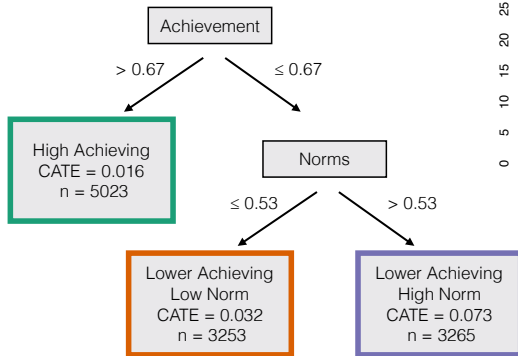 Achievement
> 0.67
≤ 0.67
High Achieving
CATE = 0.016
n = 5023
Norms
≤ 0.53
> 0.53
Lower Achieving
Low Norm
CATE = 0.032
n = 3253
Lower Achieving
High Norm
CATE = 0.073
n = 3265
25
20
15
10
5
0